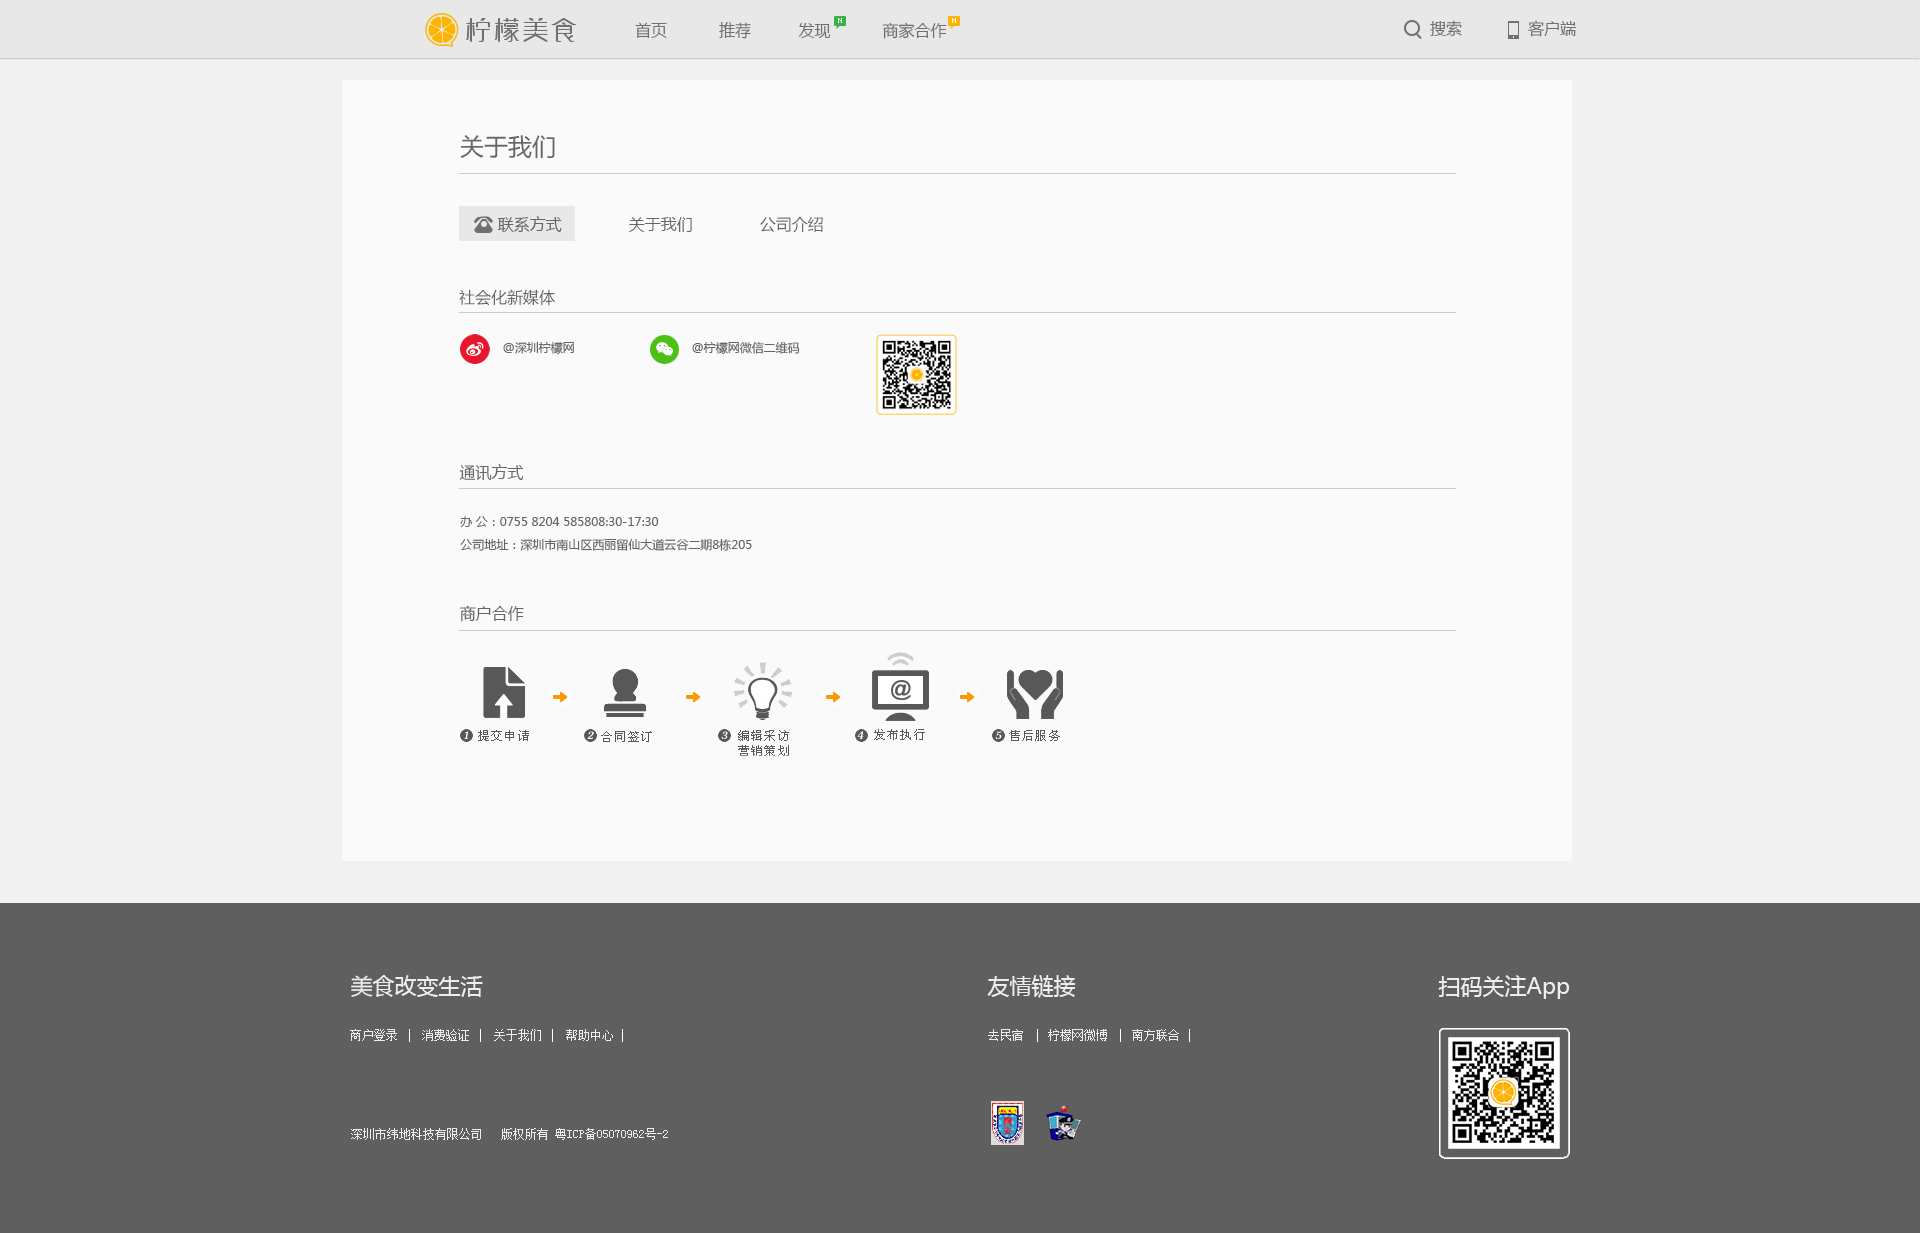 柠檬美食
首页 推荐 发现 N 商家合作 N 搜索 客户端
关于我们
联系方式 关于我们 公司介绍
社会化新媒体
@深圳柠檬网 @柠檬网微信二维码
通讯方式
办 公 : 0755 8204 585808:30-17:30
公司地址 : 深圳市南山区西丽留仙大道云谷二期8栋205
商户合作
@
1 提交申请 2 合同签订 3 编辑采访 4 发布执行 5 售后服务
营销策划
美食改变生活 友情链接 扫码关注App
商户登录 | 消费验证 | 关于我们 | 帮助中心 | 去民宿 | 柠檬网微博 | 南方联合 |
深圳市纬地科技有限公司 版权所有 粤ICP备05070962号-2